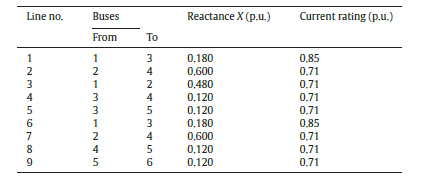 Line no. Buses Reactance X (p.u.) Current rating (p.u.)
From To
1 1 3 0.180 0.85
2 2 4 0.600 0.71
3 1 2 0.480 0.71
4 3 4 0.120 0.71
5 3 5 0.120 0.71
6 1 3 0.180 0.85
7 2 4 0.600 0.71
8 4 5 0.120 0.71
9 5 6 0.120 0.71